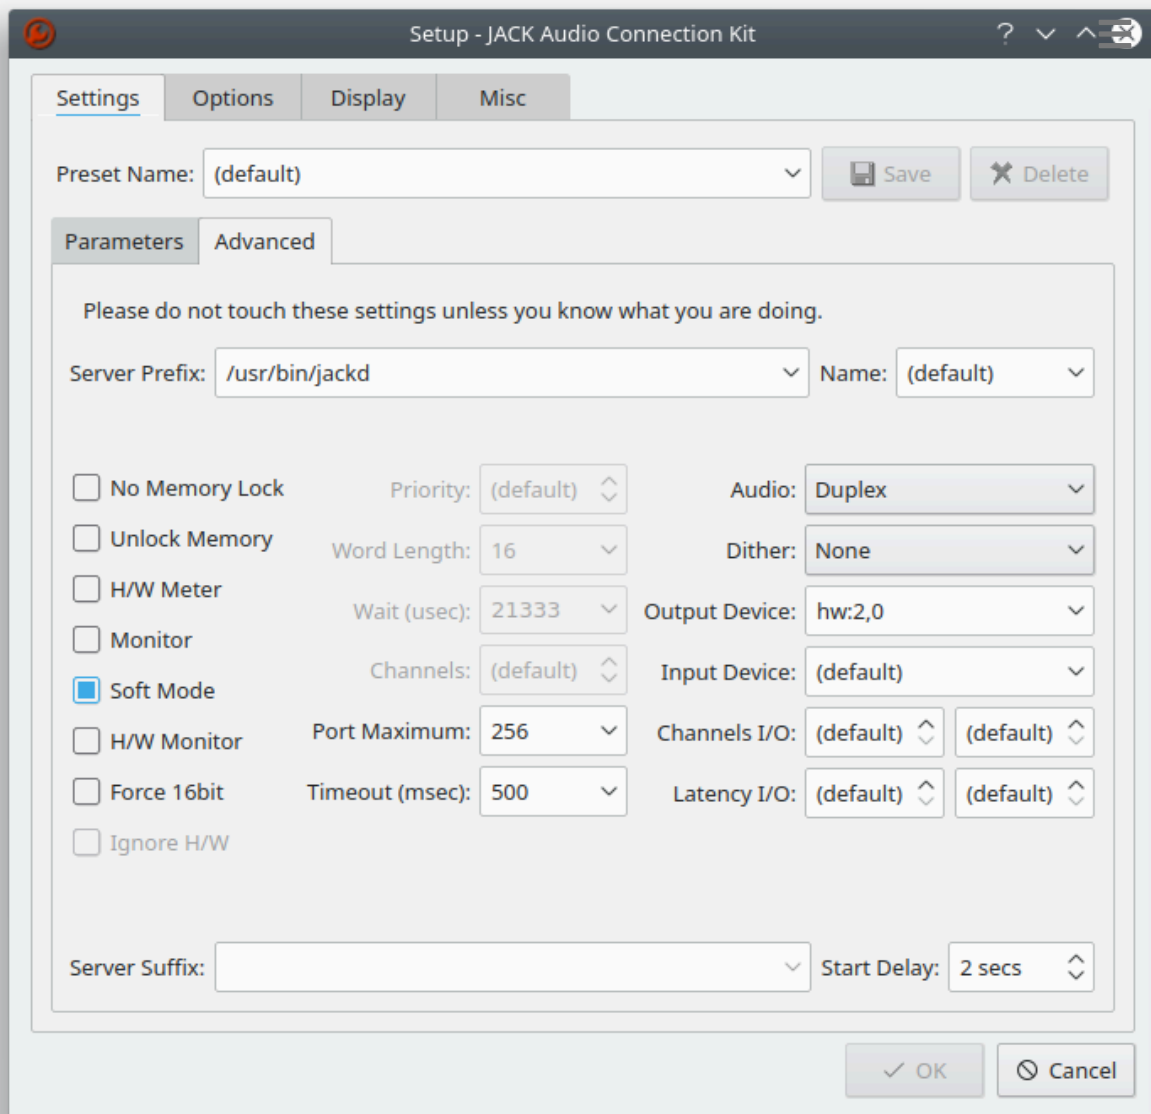 Setup - JACK Audio Connection Kit ?
Settings Options Display Misc
Preset Name: (default) Save Delete
Parameters Advanced
Please do not touch these settings unless you know what you are doing.
Server Prefix: /usr/bin/jackd Name: (default)
No Memory Lock Priority: (default) Audio: Duplex
Unlock Memory Word Length: 16 Dither: None
H/W Meter Wait (usec): 21333 Output Device: hw:2,0
Monitor Channels: (default) Input Device: (default)
Soft Mode Port Maximum: 256 Channels I/O: (default) (default)
H/W Monitor Timeout (msec): 500 Latency I/O: (default) (default)
Force 16bit
Ignore H/W
Server Suffix: Start Delay: 2 secs
OK Cancel